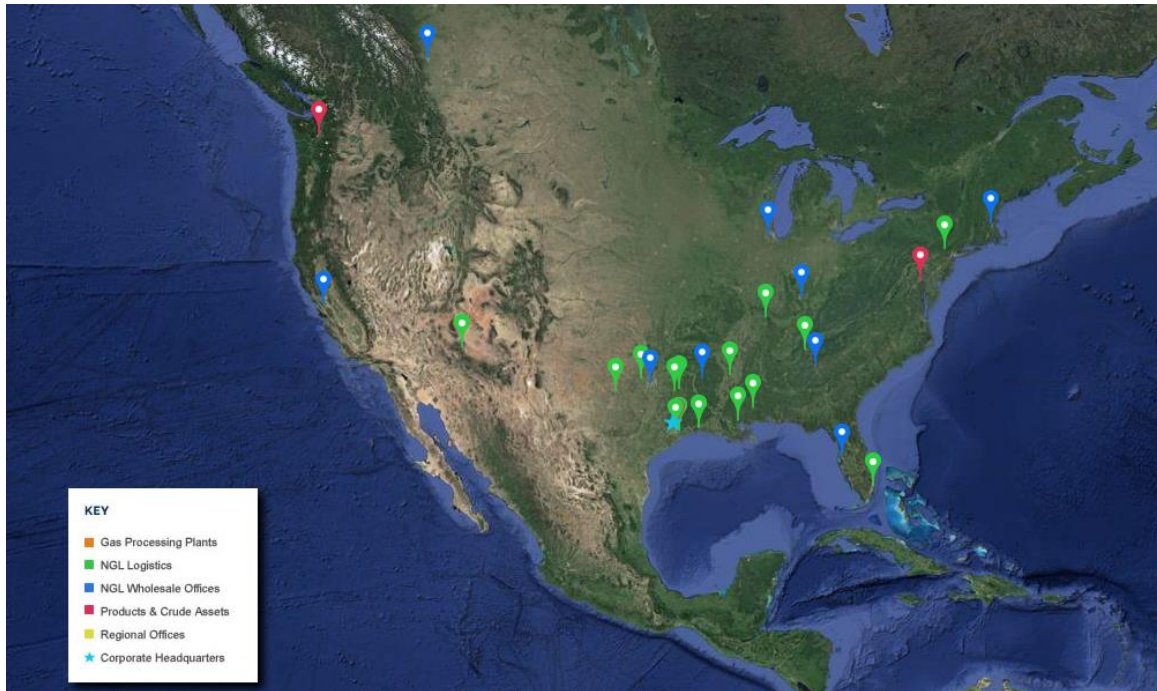 KEY
Gas Processing Plants
NGL Logistics
NGL Wholesale Offices
Products & Crude Assets
Regional Offices
Corporate Headquarters